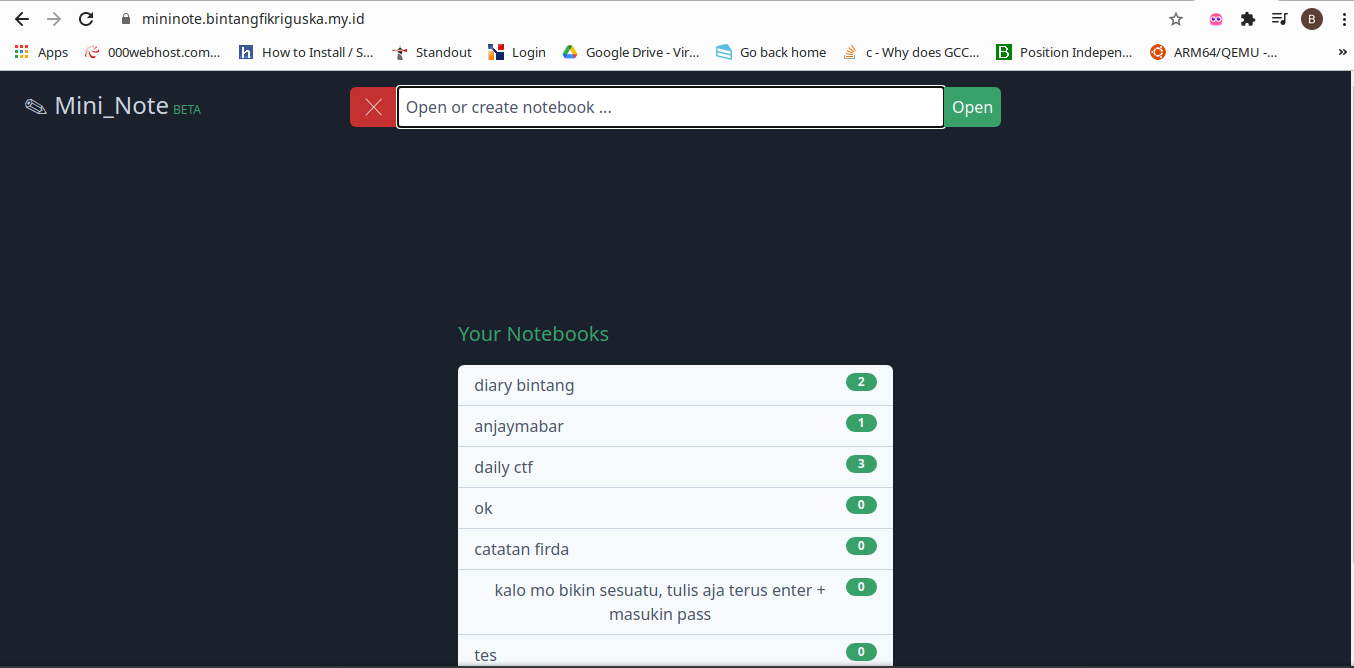 mininote.bintangfikriguska.my.id
B
Apps
000webhost.com...
How to Install / S...
Standout
Login
Google Drive - Vir...
Go back home
c - Why does GCC...
Position Indepen...
ARM64/QEMU -...
»
Mini_Note BETA
Open or create notebook ...
Open
Your Notebooks
diary bintang 2
anjaymabar 1
daily ctf 3
ok 0
catatan firda 0
kalo mo bikin sesuatu, tulis aja terus enter + 0
masukin pass
tes 0